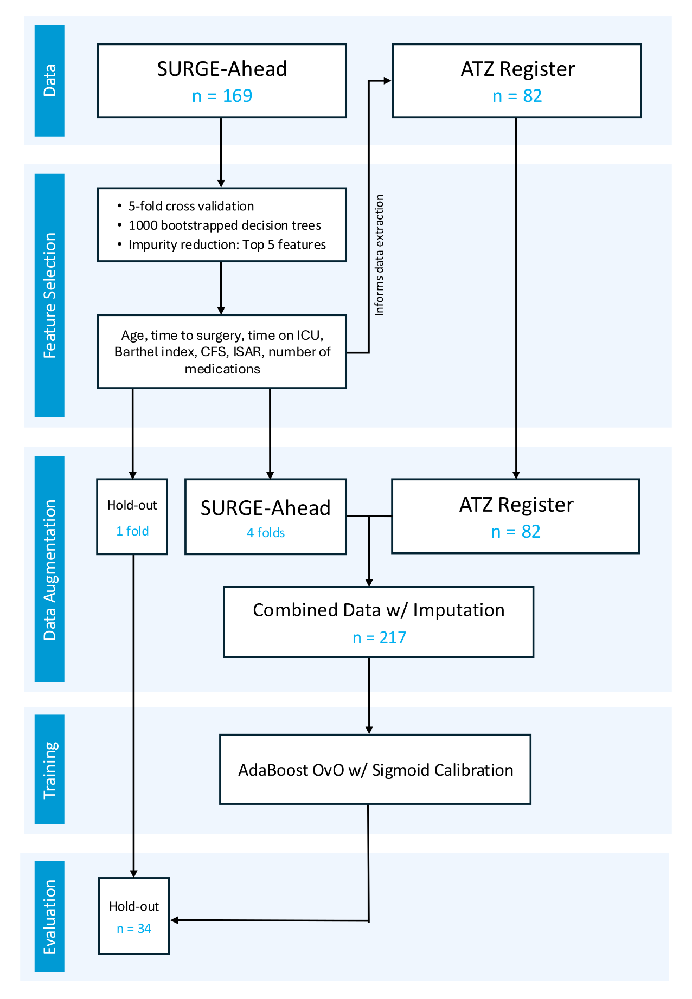 Data
SURGE-Ahead
n = 169
ATZ Register
n = 82
Feature Selection
• 5-fold cross validation
• 1000 bootstrapped decision trees
• Impurity reduction: Top 5 features
Informs data extraction
Age, time to surgery, time on ICU,
Barthel index, CFS, ISAR, number of
medications
Data Augmentation
Hold-out
1 fold
SURGE-Ahead
4 folds
ATZ Register
n = 82
Combined Data w/ Imputation
n = 217
Training
AdaBoost OvO w/ Sigmoid Calibration
Evaluation
Hold-out
n = 34